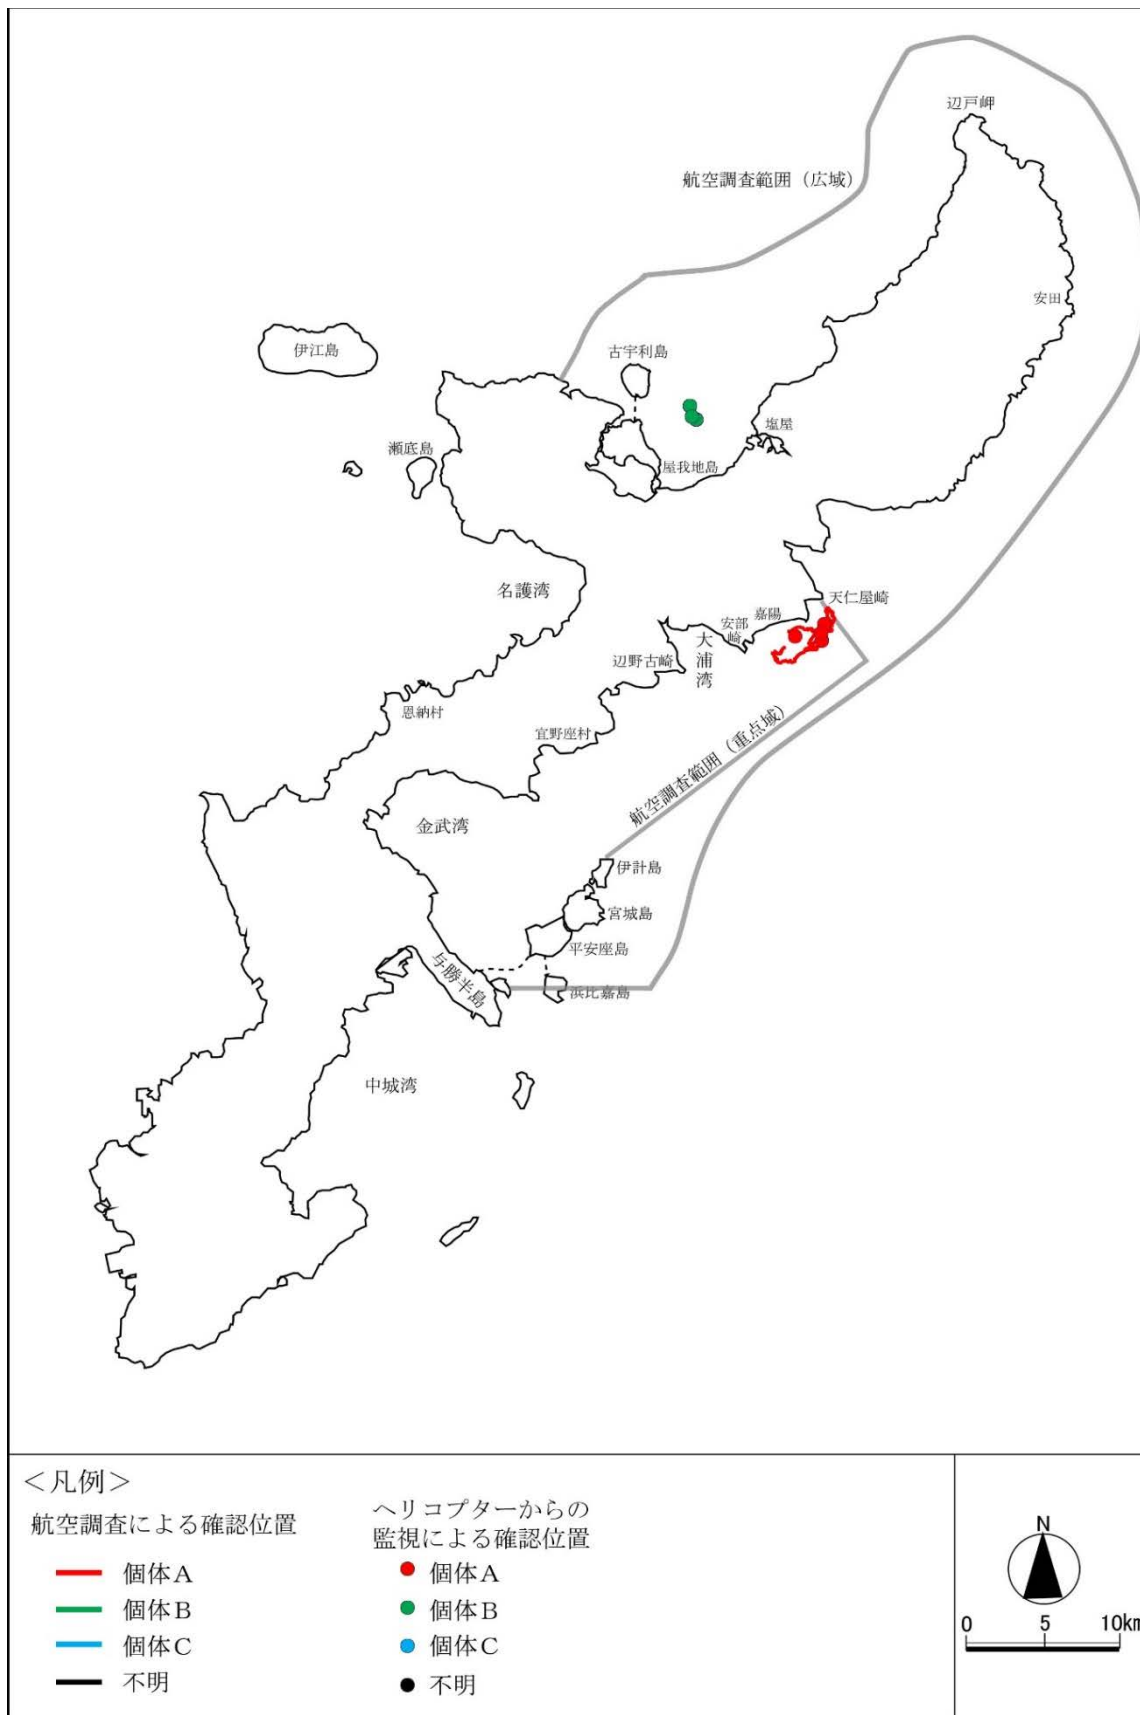 辺戸岬
航空調査範囲（広域）
安田
伊江島
古宇利島
塩屋
瀬底島
屋我地島
名護湾
天仁屋崎
嘉陽
安部
崎
大浦湾
辺野古崎
恩納村
宜野座村
航空調査範囲（重点域）
金武湾
伊計島
宮城島
平安座島
与勝半島
浜比嘉島
中城湾
＜凡例＞
航空調査による確認位置
個体A
個体B
個体C
不明
ヘリコプターからの
監視による確認位置
個体A
個体B
個体C
不明
N
0 5 10km